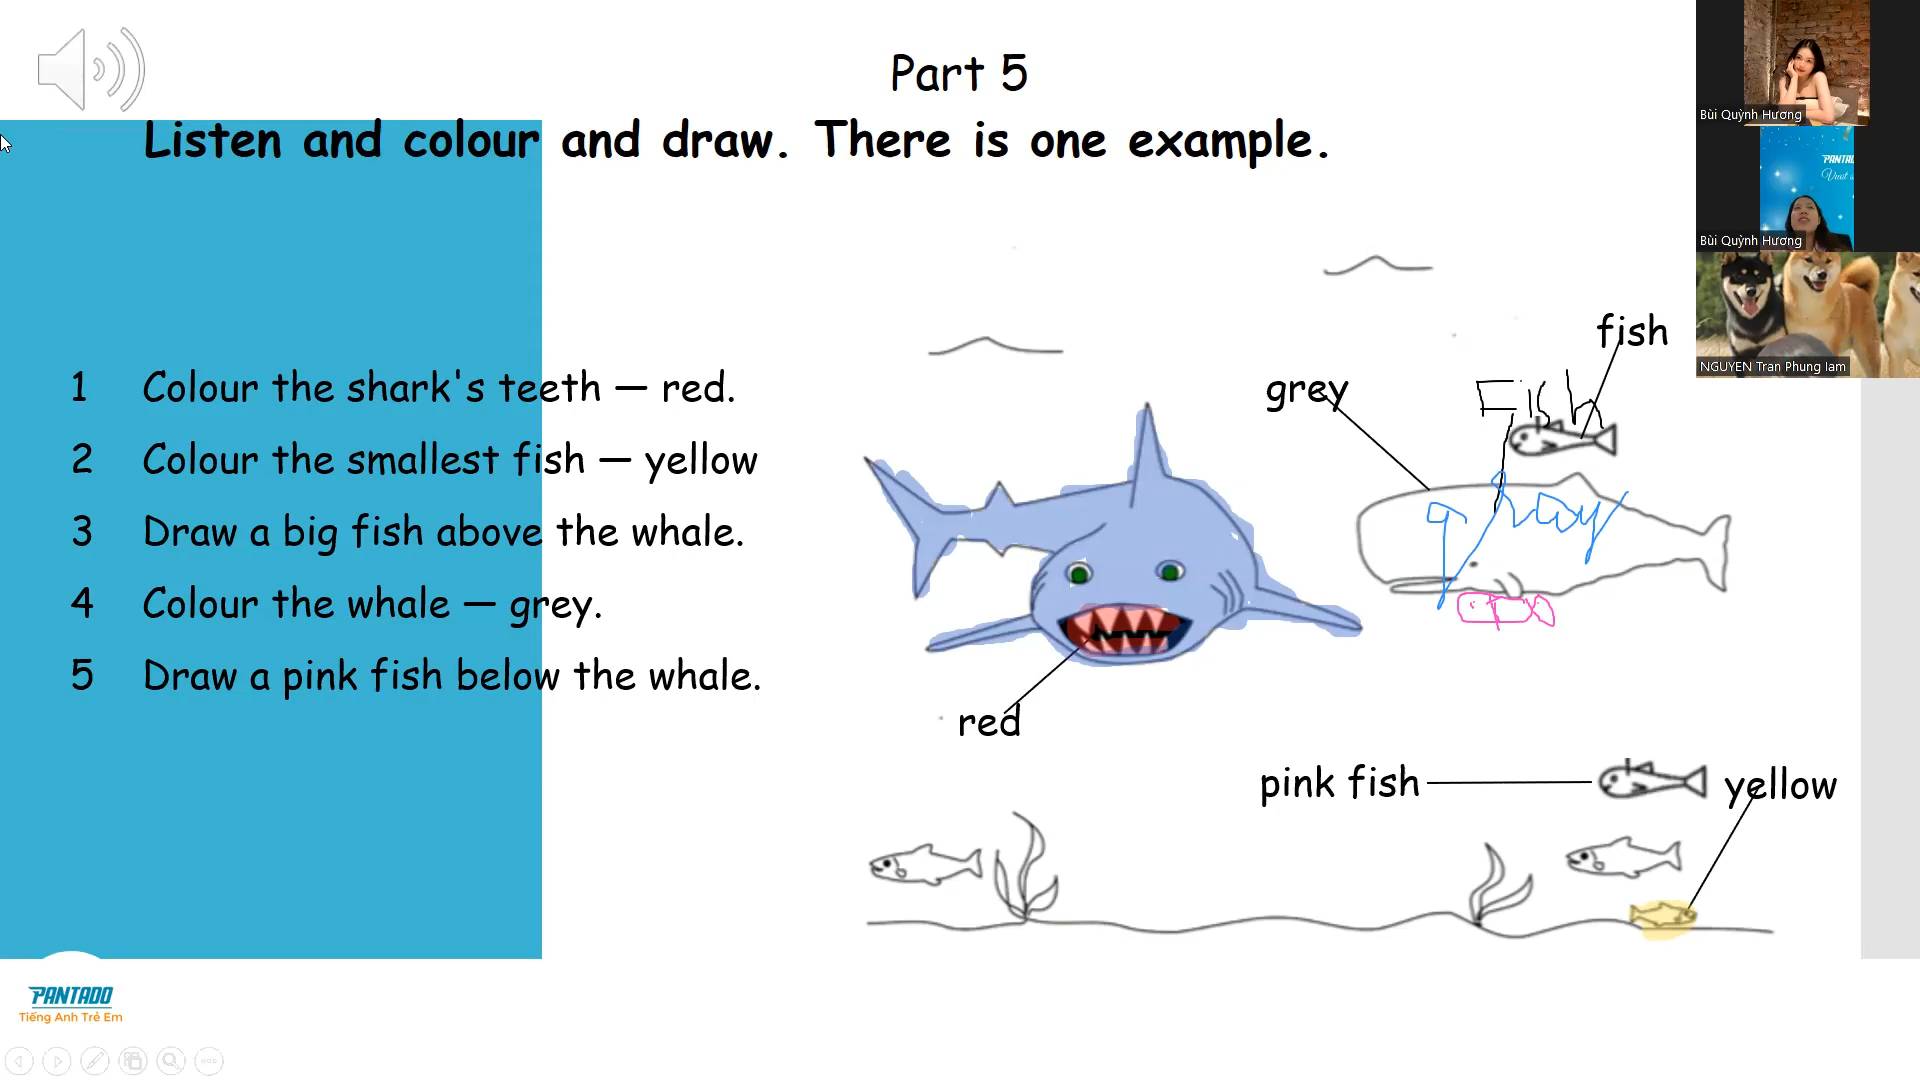 Part 5
Listen and colour and draw. There is one example.
1 Colour the shark's teeth — red.
2 Colour the smallest fish — yellow
3 Draw a big fish above the whale.
4 Colour the whale — grey.
5 Draw a pink fish below the whale.
fish
grey
Fish
red
pink fish
yellow
PANTADO
Tiếng Anh Trẻ Em
Bùi Quỳnh Hương
PANTADO
Bùi Quỳnh Hương
NGUYEN Tran Phung lam